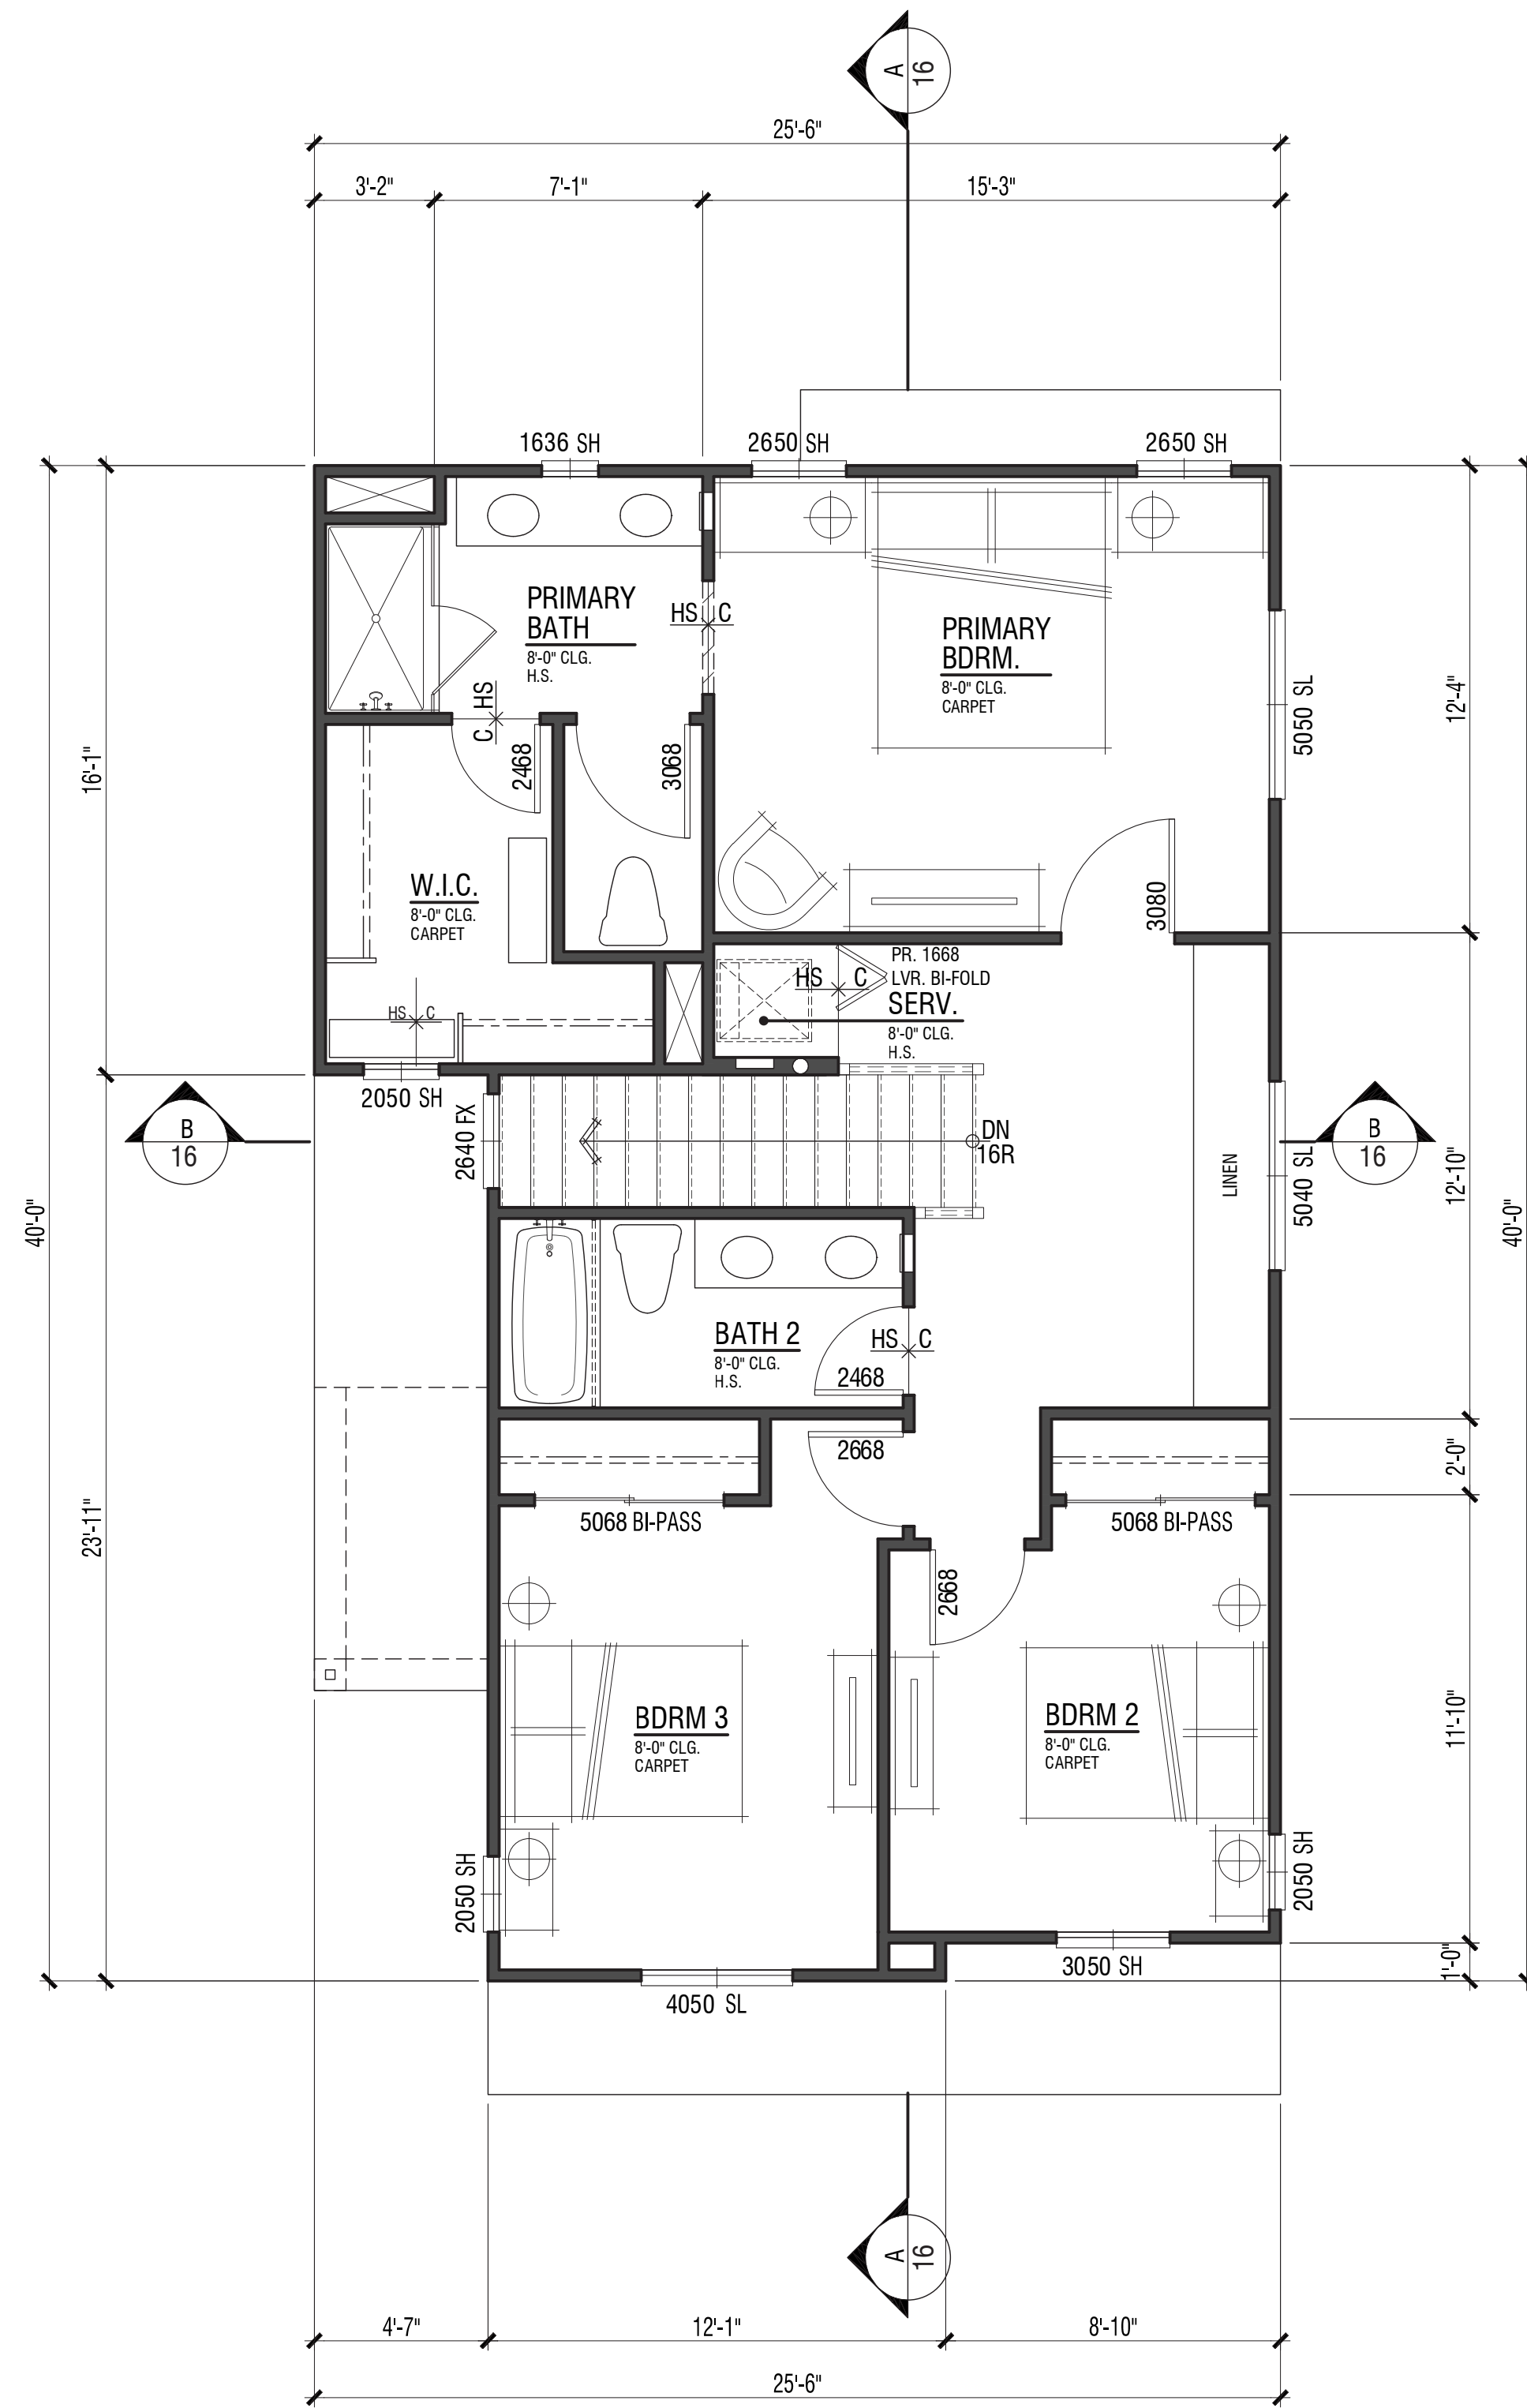 A
16
25'-6"
3'-2" 7'-1" 15'-3"
1636 SH 2650 SH 2650 SH
PRIMARY
BATH
8'-0" CLG.
H.S.
HS C
PRIMARY
BDRM.
8'-0" CLG.
CARPET
C HS
2468
3068
5050 SL
12'-4"
16'-1"
W.I.C.
8'-0" CLG.
CARPET
3080
PR. 1668
LVR. BI-FOLD
HS C
SERV.
8'-0" CLG.
H.S.
HS C
2050 SH
B
16
2640 FX
DN
16R
LINEN
5040 SL
B
16
12'-10"
40'-0"
40'-0"
BATH 2
8'-0" CLG.
H.S.
HS C
2468
2668
2'-0"
5068 BI-PASS
5068 BI-PASS
23'-11"
2668
BDRM 3
8'-0" CLG.
CARPET
BDRM 2
8'-0" CLG.
CARPET
11'-10"
2050 SH
2050 SH
3050 SH
1'-0"
4050 SL
A
16
4'-7" 12'-1" 8'-10"
25'-6"